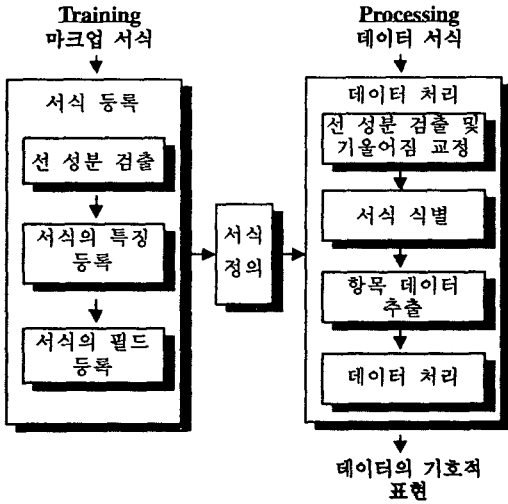 Training
마크업 서식
서식 등록
선 성분 검출
서식의 특징
등록
서식의 필드
등록
서식
정의
Processing
데이터 서식
데이터 처리
선 성분 검출 및
기울어짐 교정
서식 식별
항목 데이터
추출
데이터 처리
데이터의 기호적
표현